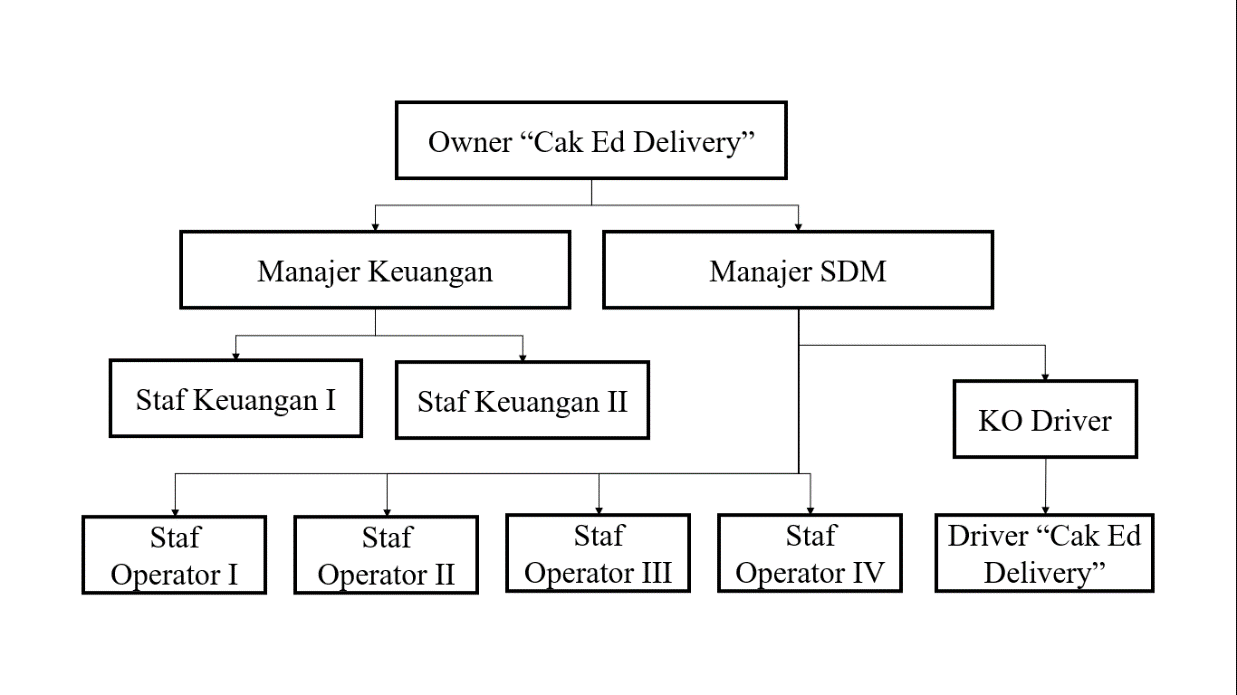 Owner “Cak Ed Delivery”
Manajer Keuangan
Manajer SDM
Staf Keuangan I
Staf Keuangan II
KO Driver
Staf
Operator I
Staf
Operator II
Staf
Operator III
Staf
Operator IV
Driver “Cak Ed
Delivery”